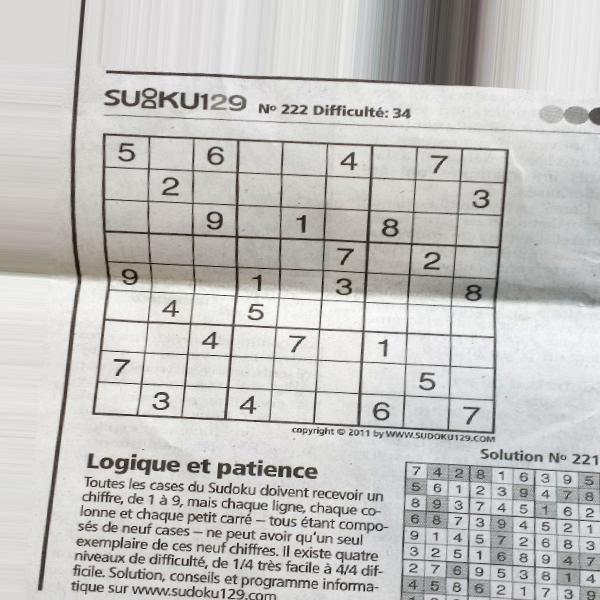 SUDOKU129 Nº 222 Difficulté: 34
5 6 4 7
2 3
9 1 8
7 2
9 1 3 8
4 5
4 7 1
7 5
3 4 6 7
copyright © 2011 by WWW.SUDOKU129.COM
Solution Nº 221
Logique et patience
Toutes les cases du Sudoku doivent recevoir un
chiffre, de 1 à 9, mais chaque ligne, chaque co-
lonne et chaque petit carré – tous étant compo-
sés de neuf cases – ne peut avoir qu'un seul
exemplaire de ces neuf chiffres. Il existe quatre
niveaux de difficulté, de 1/4 très facile à 4/4 dif-
ficile. Solution, conseils et programme informa-
tique sur www.sudoku129.com
7 4 2 8 1 6 3 9 5
5 6 1 2 3 9 4 7 8
8 9 3 7 4 5 1 6 2
6 8 7 3 9 4 5 2 1
9 1 4 5 7 2 6 8 3
3 2 5 1 6 8 9 4 7
2 7 6 9 5 3 8 1 4
4 5 8 6 2 1 7 3 9